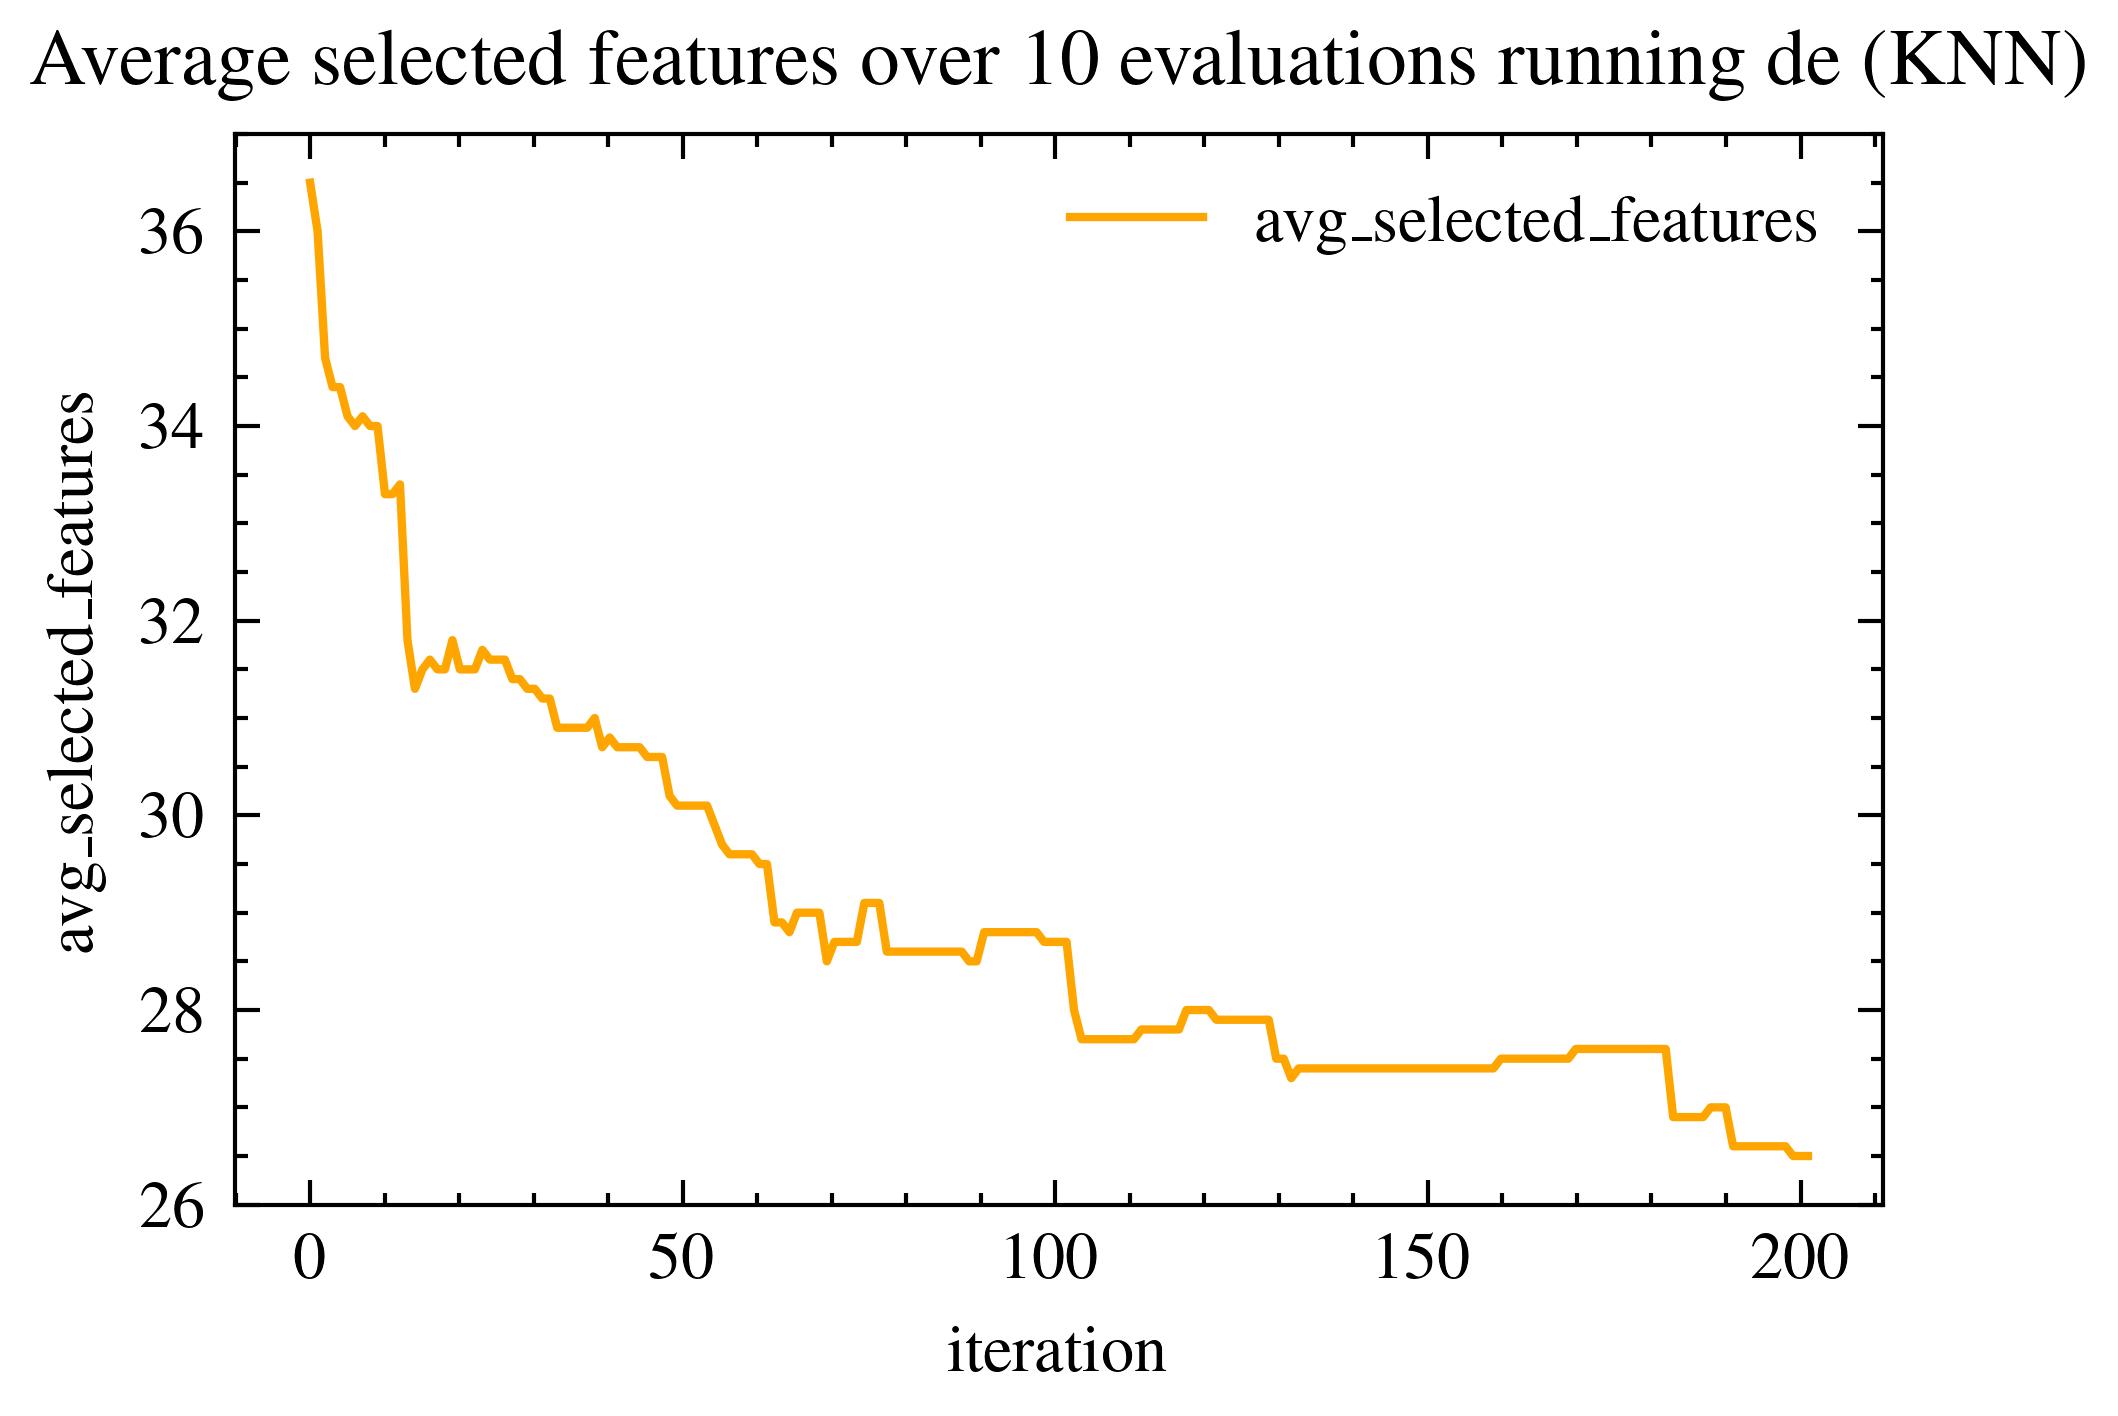 Average selected features over 10 evaluations running de (KNN)
avg_selected_features
avg_selected_features
36
34
32
30
28
26
0 50 100 150 200
iteration